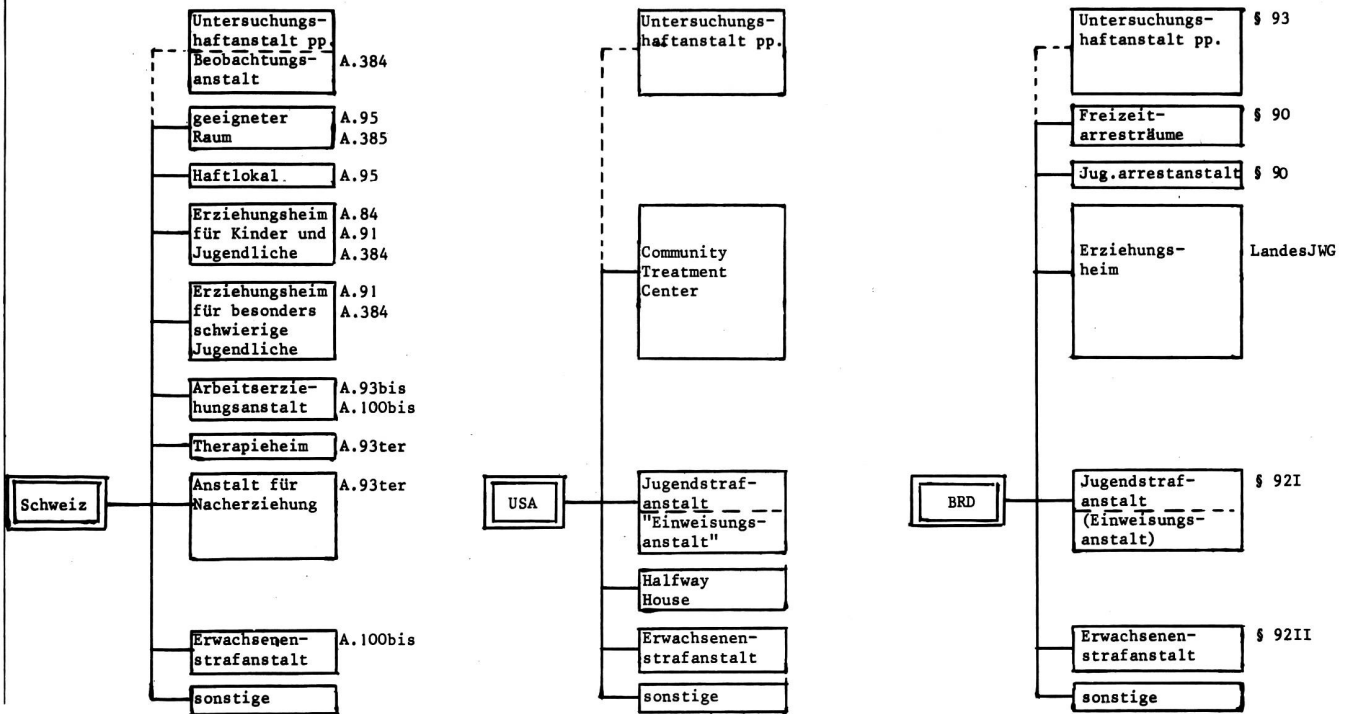 Schweiz
Untersuchungs-
haftanstalt pp.
Beobachtungs- A.384
anstalt
geeigneter A.95
Raum A.385
Haftlokal. A.95
Erziehungsheim A.84
für Kinder und A.91
Jugendliche A.384
Erziehungsheim A.91
für besonders A.384
schwierige
Jugendliche
Arbeitserzie- A.93bis
hungsanstalt A.100bis
Therapieheim A.93ter
Anstalt für A.93ter
Nacherziehung
Erwachsenen- A.100bis
strafanstalt
sonstige
USA
Untersuchungs-
haftanstalt pp.
Community
Treatment
Center
Jugendstraf-
anstalt
"Einweisungs-
anstalt"
Halfway
House
Erwachsenen-
strafanstalt
sonstige
BRD
Untersuchungs- § 93
haftanstalt pp.
Freizeit- § 90
arresträume
Jug.arrestanstalt § 90
Erziehungs- LandesJWG
heim
Jugendstraf- § 92I
anstalt
(Einweisungs-
anstalt)
Erwachsenen- § 92II
strafanstalt
sonstige